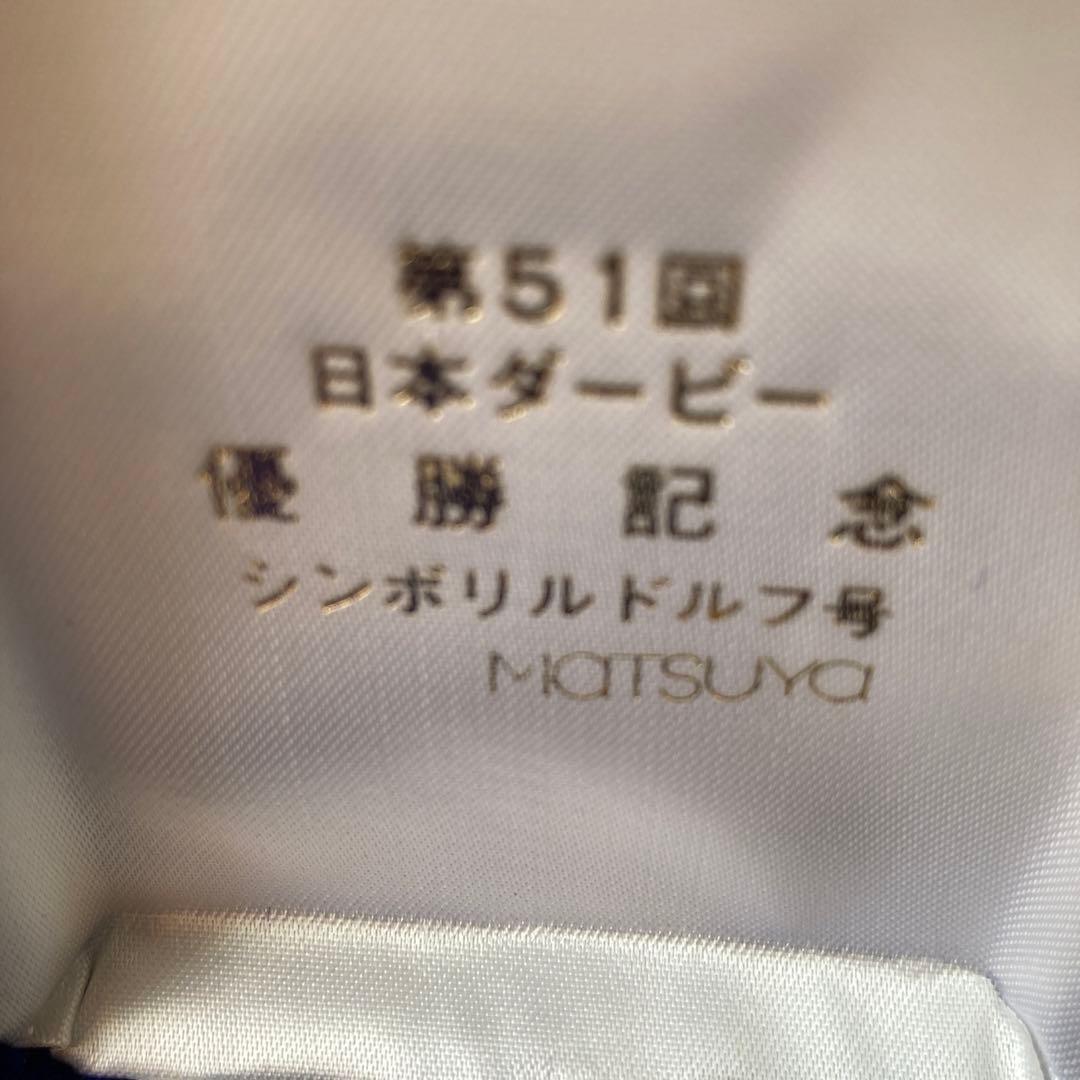 第51回
日本ダービー
優勝記念
シンボリルドルフ号
MATSUYA